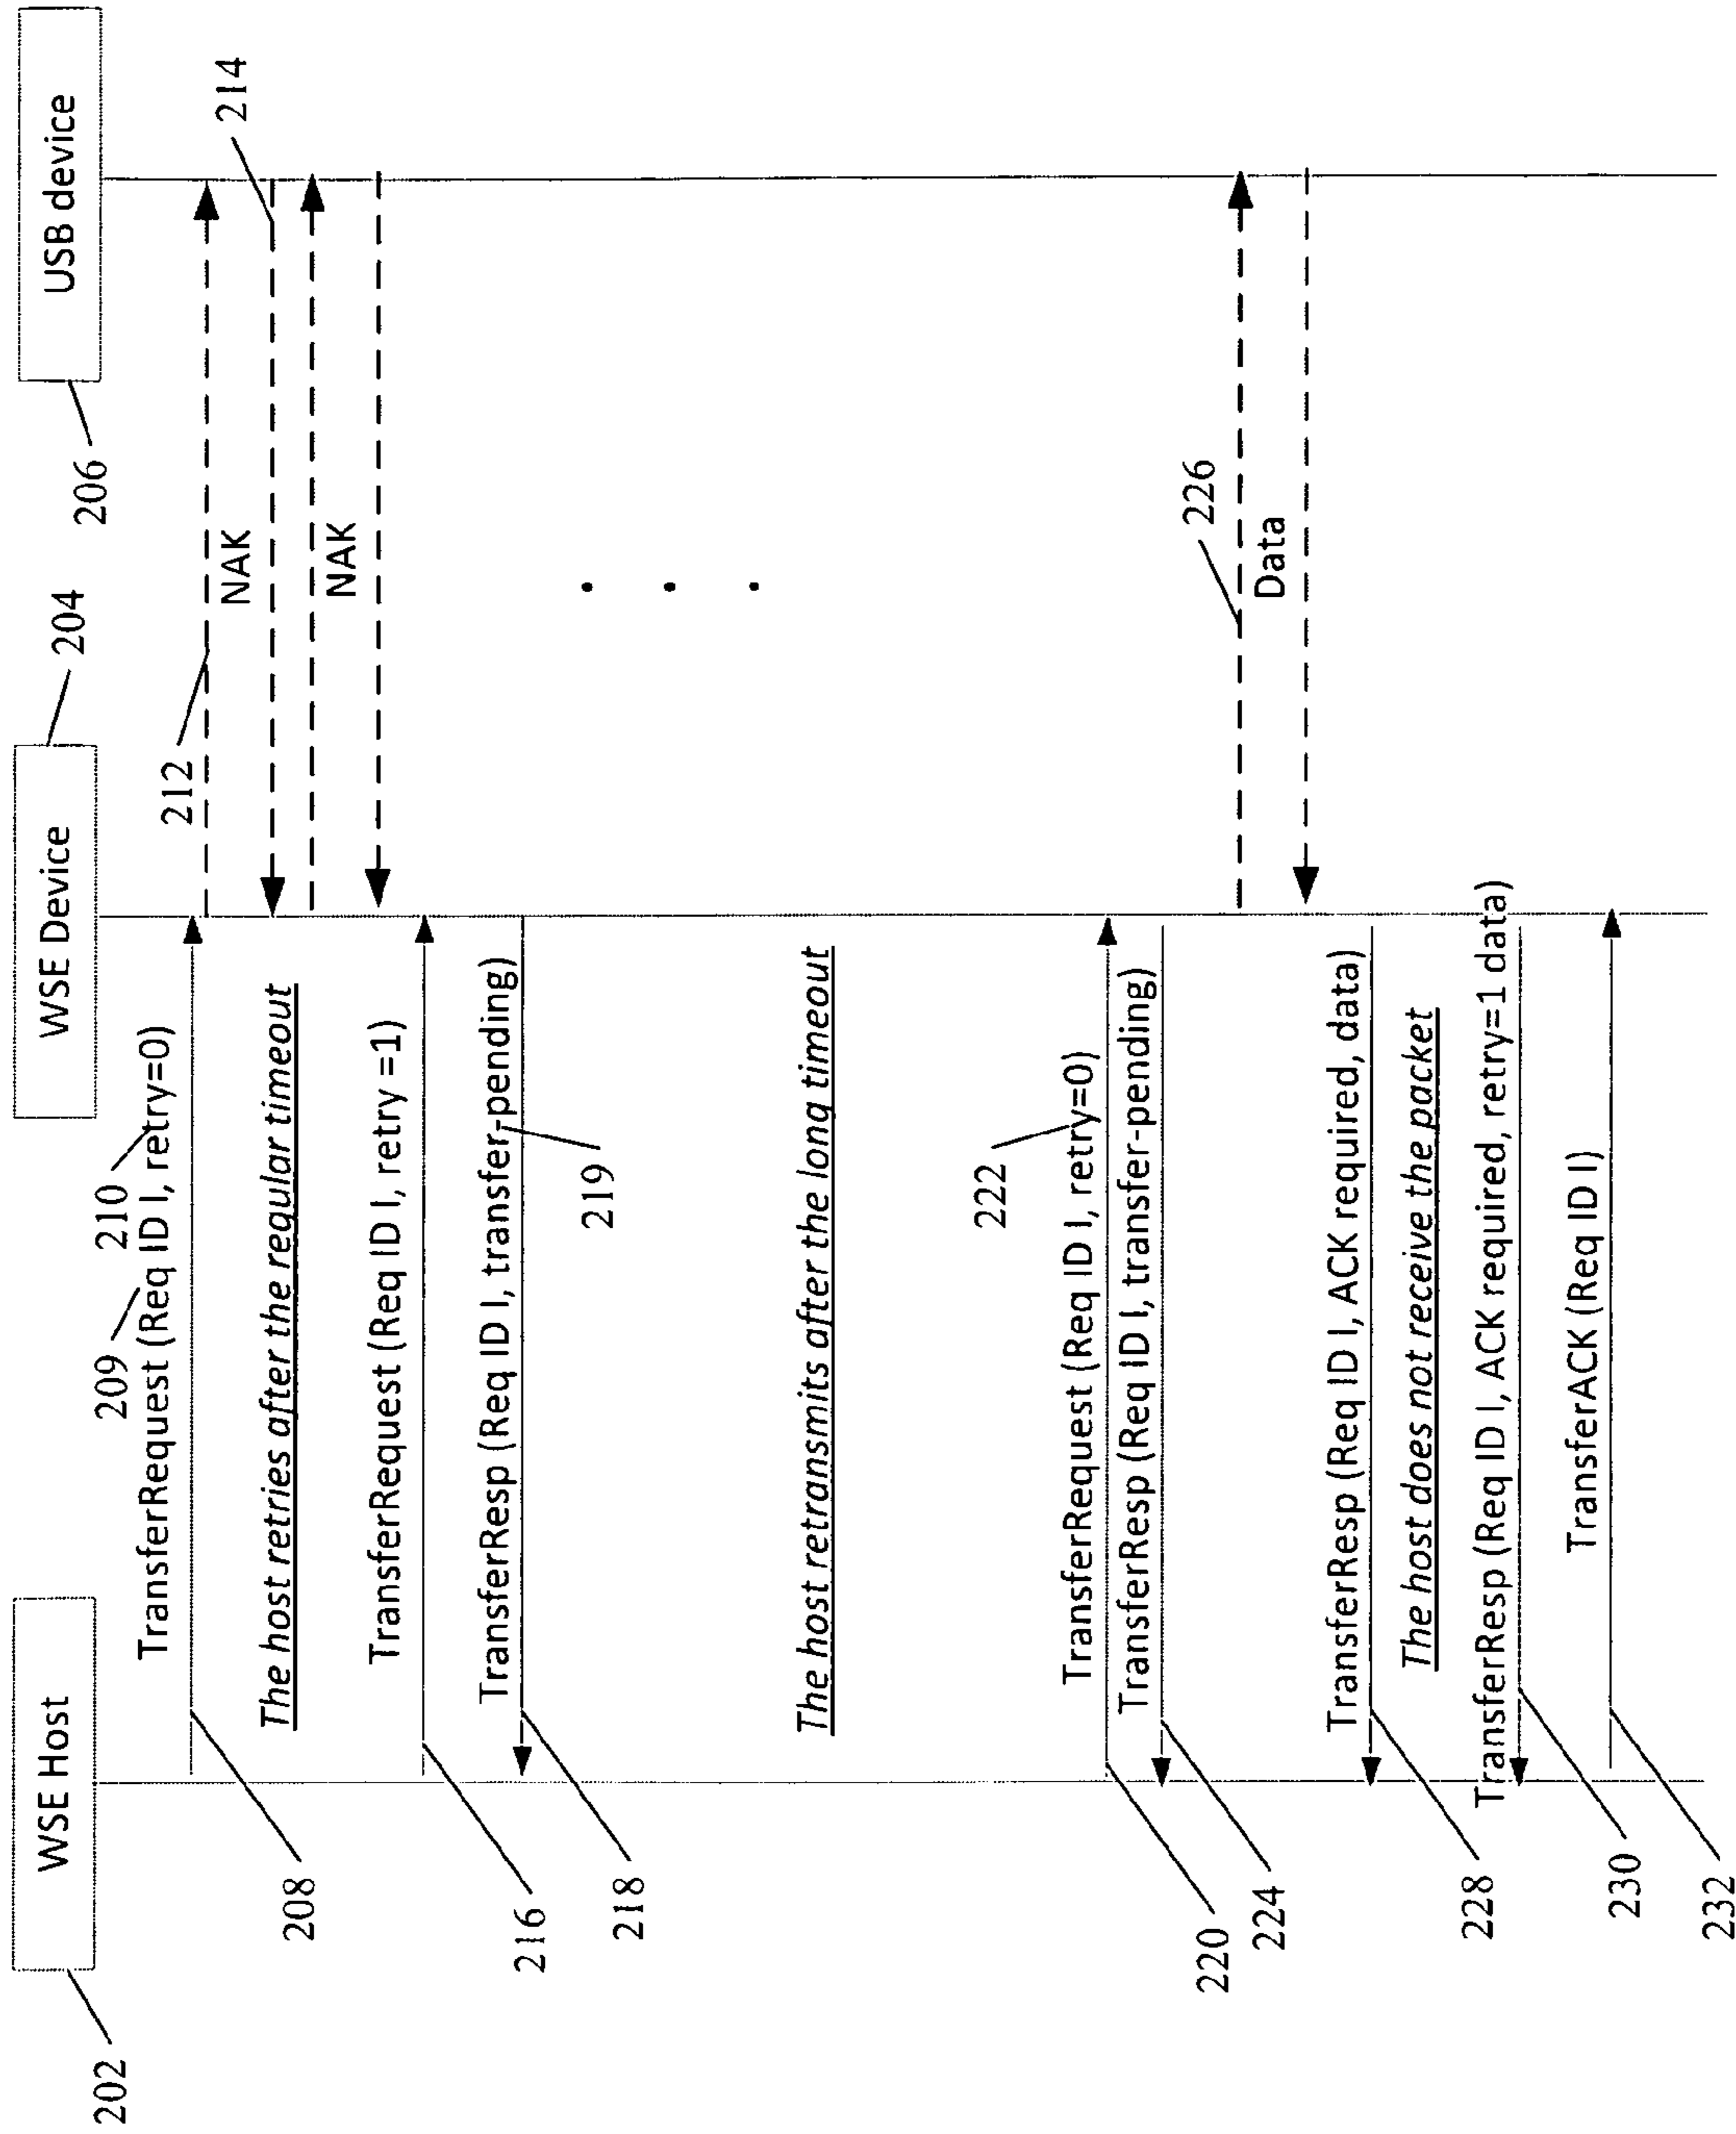 202
WSE Host
WSE Device
204
USB device
206
209
210
TransferRequest (Req ID I, retry=0)
208
212
NAK
214
The host retries after the regular timeout
NAK
TransferRequest (Req ID I, retry =1)
216
TransferResp (Req ID I, transfer-pending)
218
219
The host retransmits after the long timeout
. . .
222
TransferRequest (Req ID I, retry=0)
220
TransferResp (Req ID I, transfer-pending)
224
226
Data
TransferResp (Req ID I, ACK required, data)
228
The host does not receive the packet
TransferResp (Req ID I, ACK required, retry=1 data)
230
TransferACK (Req ID I)
232